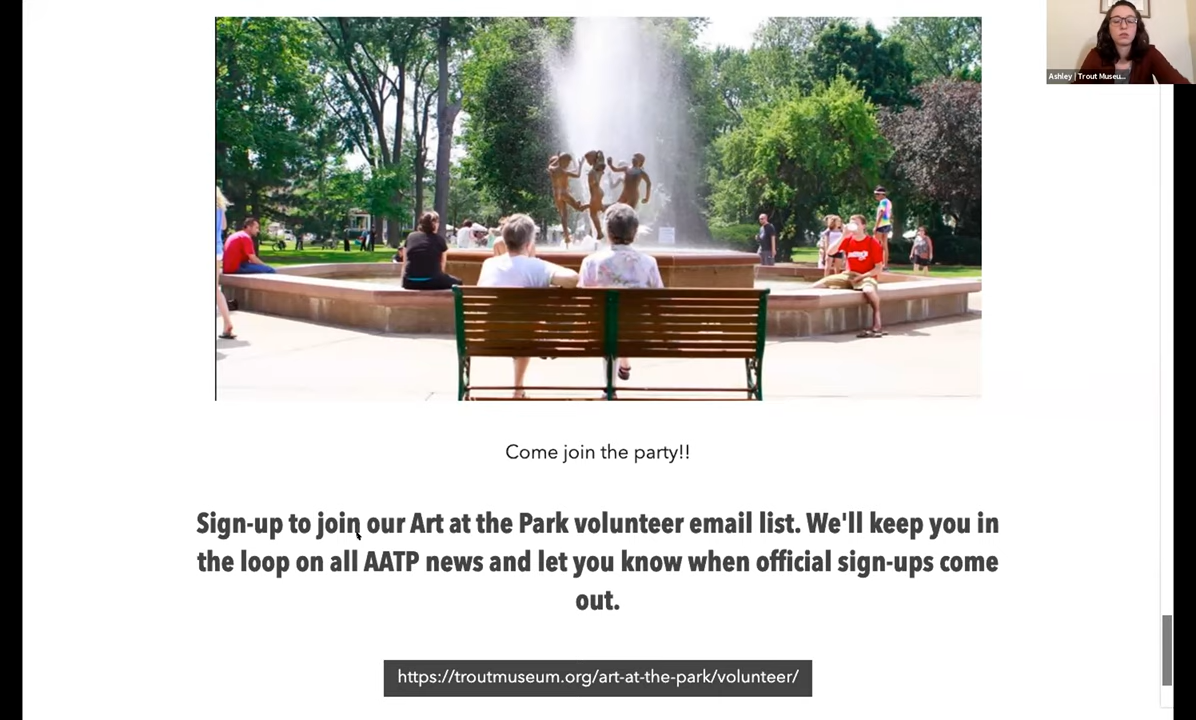 Ashley | Trout Museu...
Come join the party!!
Sign-up to join our Art at the Park volunteer email list. We'll keep you in
the loop on all AATP news and let you know when official sign-ups come
out.
https://troutmuseum.org/art-at-the-park/volunteer/